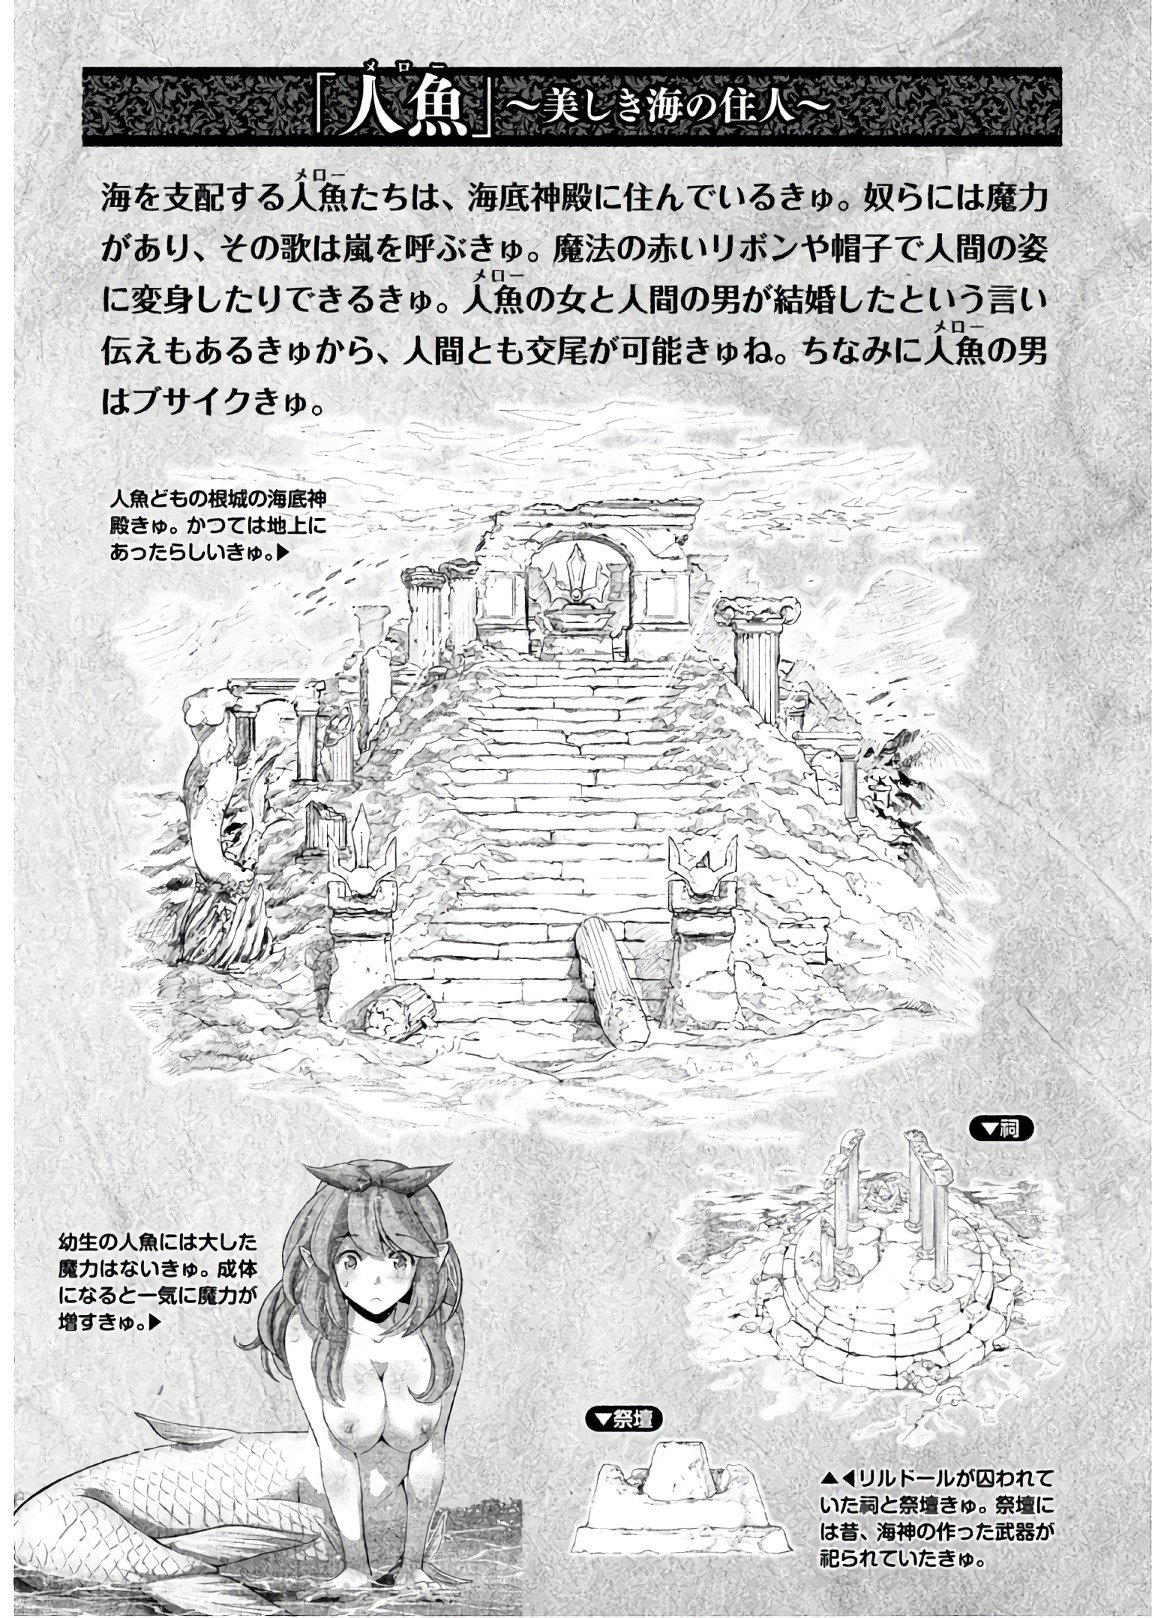 「人魚」～美しき海の住人～
メロー
海を支配する人魚たちは、海底神殿に住んでいるきゅ。奴らには魔力
メロー
があり、その歌は嵐を呼ぶきゅ。魔法の赤いリボンや帽子で人間の姿
に変身したりできるきゅ。人魚の女と人間の男が結婚したという言い
メロー
伝えもあるきゅから、人間とも交尾が可能きゅね。ちなみに人魚の男
メロー
はブサイクきゅ。
人魚どもの根城の海底神
殿きゅ。かつては地上に
あったらしいきゅ。▶
▼祠
幼生の人魚には大した
魔力はないきゅ。成体
になると一気に魔力が
増すきゅ。▶
▼祭壇
▲◀リルドールが囚われて
いた祠と祭壇きゅ。祭壇に
は昔、海神の作った武器が
祀られていたきゅ。